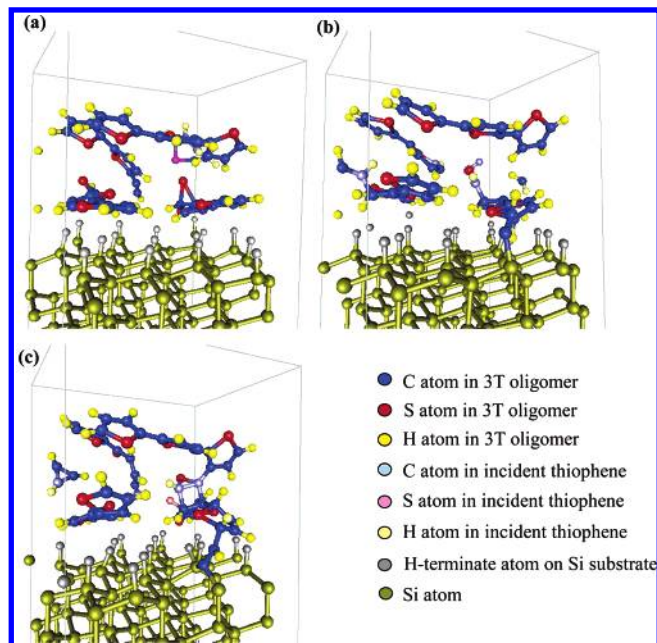 (a)
(b)
(c)
C atom in 3T oligomer
S atom in 3T oligomer
H atom in 3T oligomer
C atom in incident thiophene
S atom in incident thiophene
H atom in incident thiophene
H-terminate atom on Si substrate
Si atom